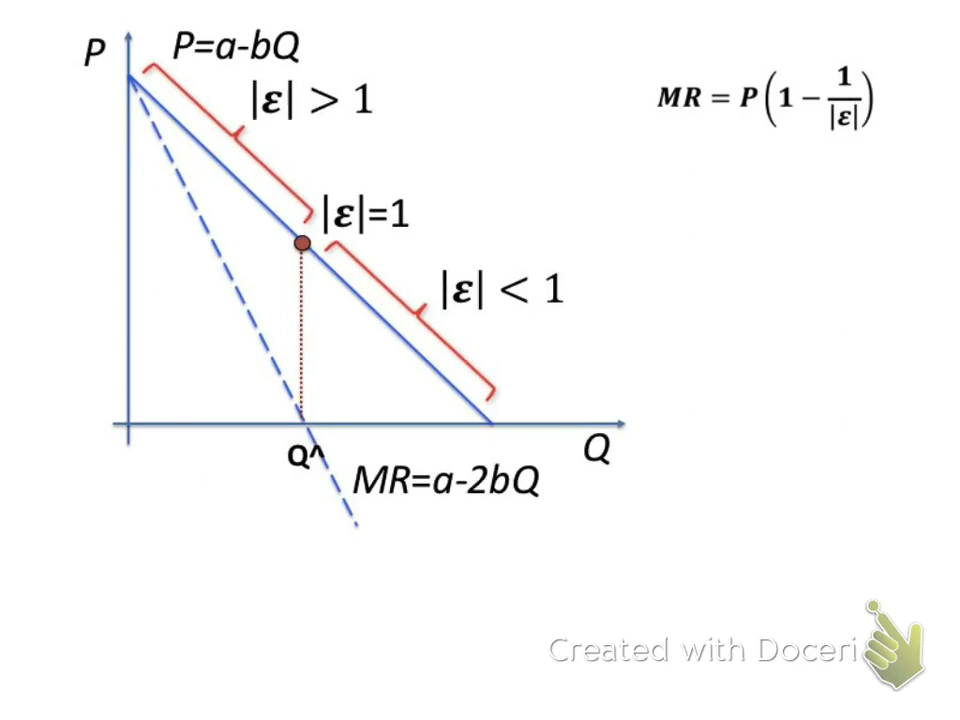 P
P=a-bQ
|ε| > 1
MR = P(1 − 1/|ε|)
|ε|=1
|ε| < 1
Q^
Q
MR=a-2bQ
Created with Doceri